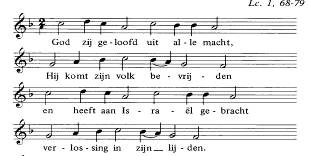 Lc. 1, 68-79
God zij ge-loofd uit al-le macht,
Hij komt zijn volk be-vrij-den
en heeft aan Is-ra-ël ge-bracht
ver-los-sing in zijn lij-den.